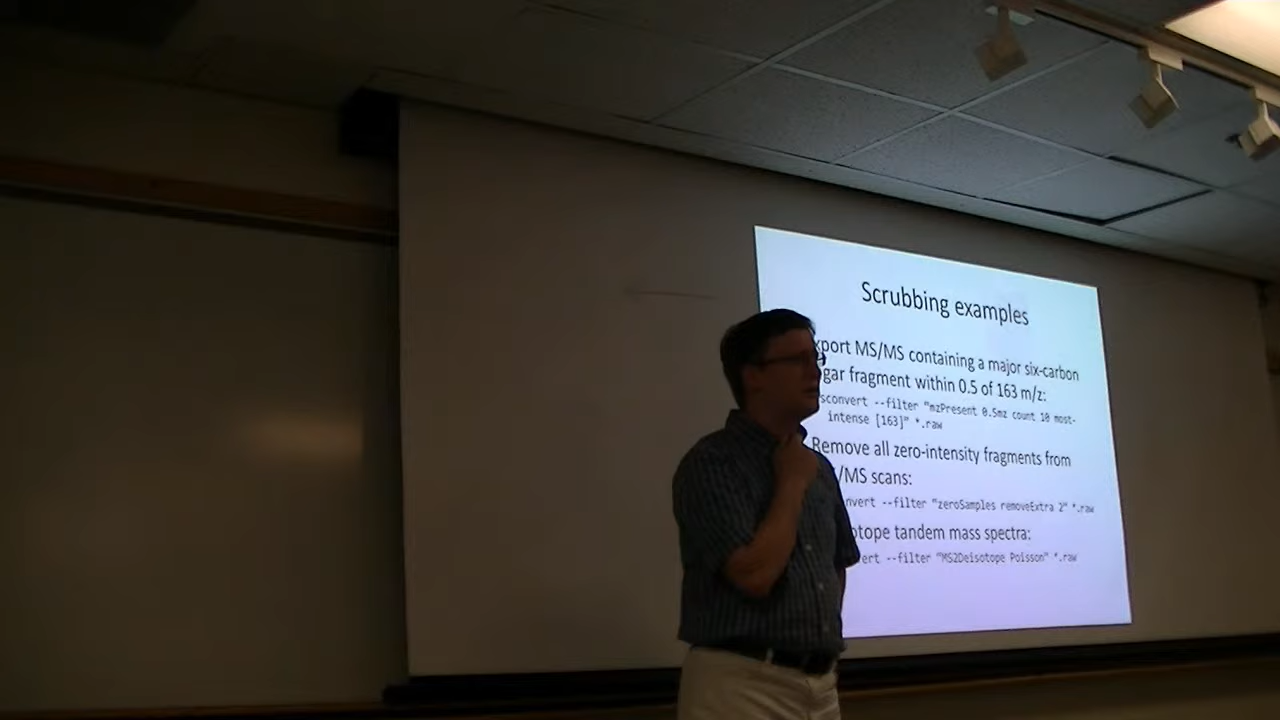 Scrubbing examples
xport MS/MS containing a major six-carbon
gar fragment within 0.5 of 163 m/z:
sconvert --filter "mzPresent 0.5mz count 10 most-
intense [163]" *.raw
Remove all zero-intensity fragments from
/MS scans:
nvert --filter "zeroSamples removeExtra 2" *.raw
otope tandem mass spectra:
ert --filter "MS2Deisotope Poisson" *.raw